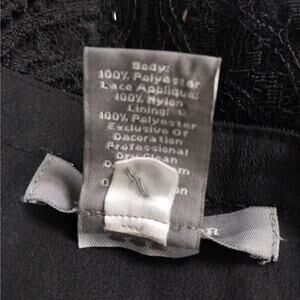 Body:
100% Polyester
Lace Applique:
100% Nylon
Lining:
100% Polyester
Exclusive Of
Decoration
Professional
Dry Clean